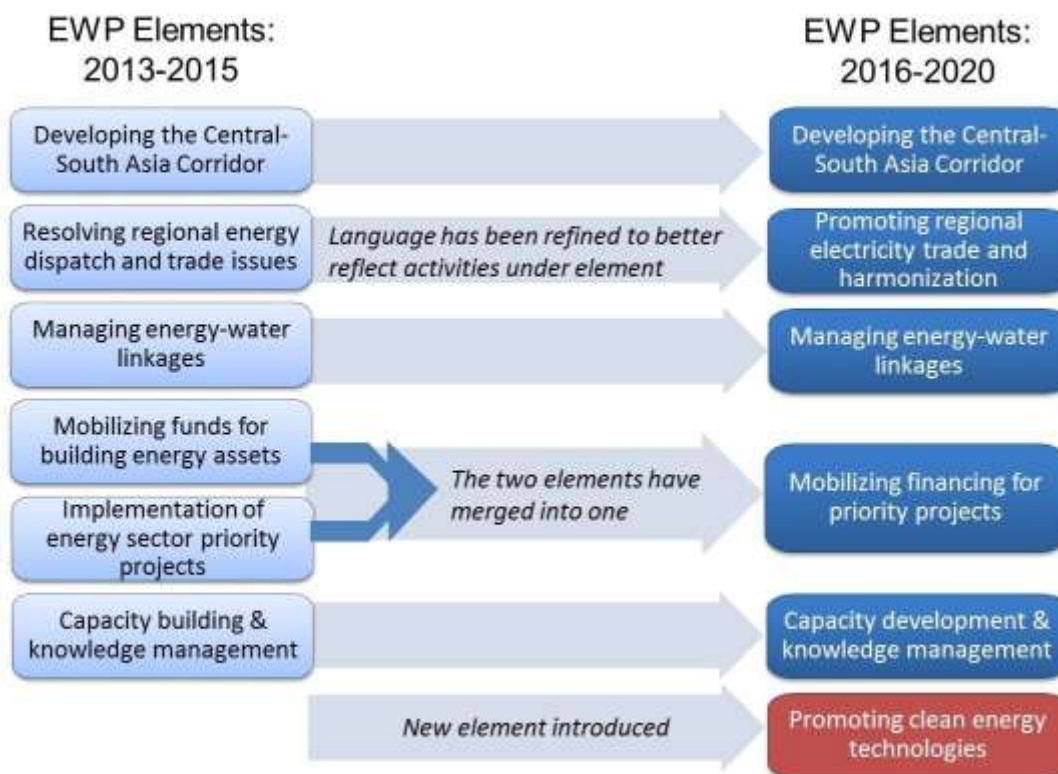 EWP Elements:
2013-2015
EWP Elements:
2016-2020
Developing the Central-
South Asia Corridor
Developing the Central-
South Asia Corridor
Resolving regional energy
dispatch and trade issues
Language has been refined to better
reflect activities under element
Promoting regional
electricity trade and
harmonization
Managing energy-water
linkages
Managing energy-water
linkages
Mobilizing funds for
building energy assets
Implementation of
energy sector priority
projects
The two elements have
merged into one
Mobilizing financing for
priority projects
Capacity building &
knowledge management
Capacity development &
knowledge management
New element introduced
Promoting clean energy
technologies